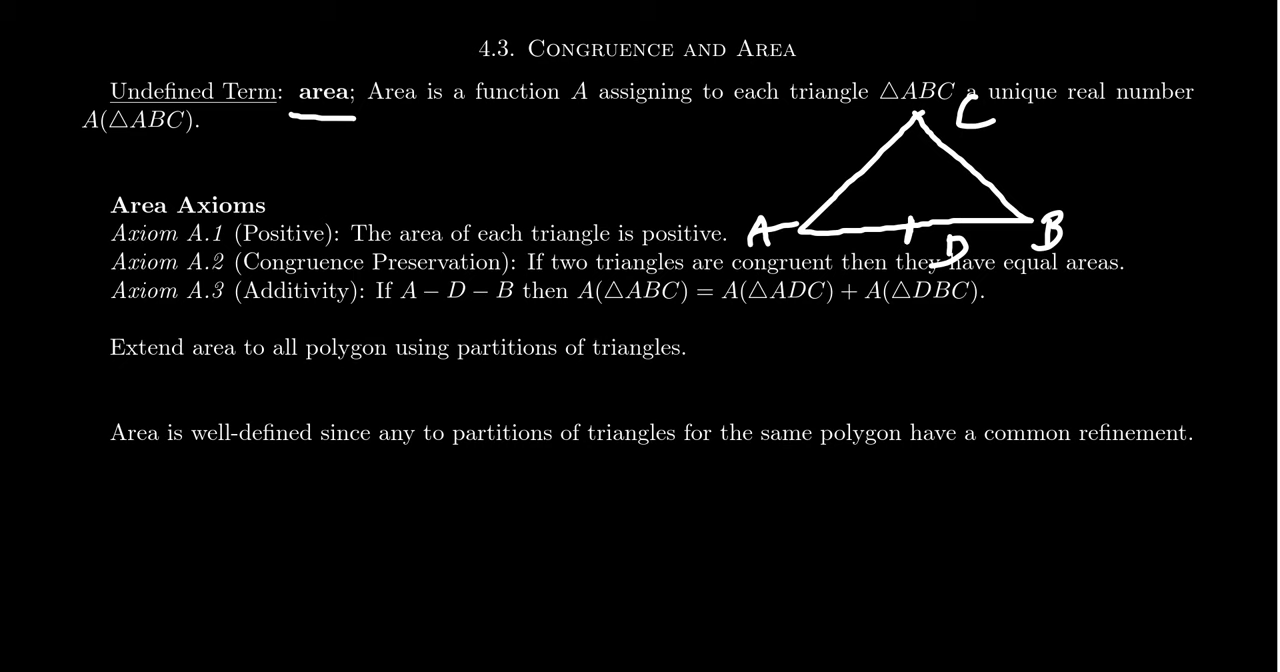 4.3. CONGRUENCE AND AREA
Undefined Term: area; Area is a function A assigning to each triangle △ABC a unique real number
A(△ABC).
C
Area Axioms
Axiom A.1 (Positive): The area of each triangle is positive.
A
B
D
Axiom A.2 (Congruence Preservation): If two triangles are congruent then they have equal areas.
Axiom A.3 (Additivity): If A − D − B then A(△ABC) = A(△ADC) + A(△DBC).
Extend area to all polygon using partitions of triangles.
Area is well-defined since any to partitions of triangles for the same polygon have a common refinement.